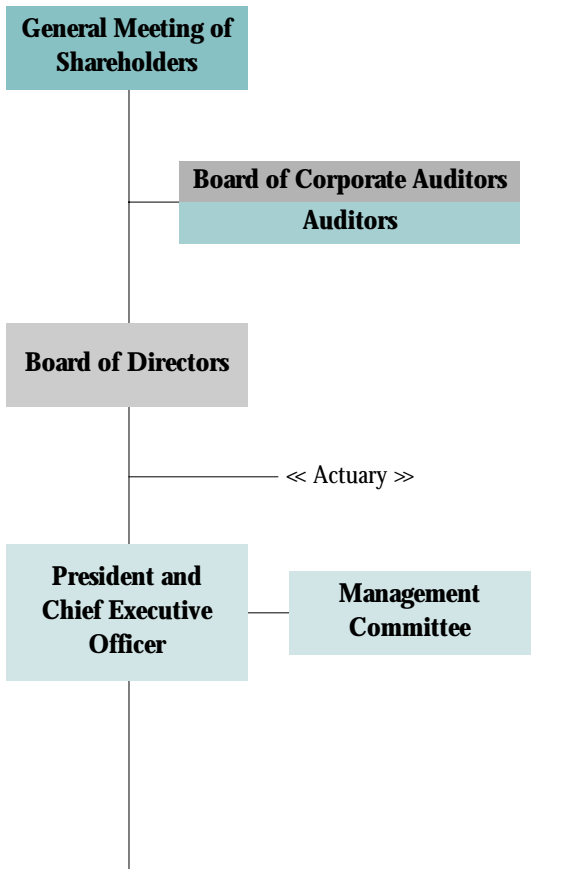 General Meeting of
Shareholders
Board of Corporate Auditors
Auditors
Board of Directors
≪ Actuary ≫
President and
Chief Executive
Officer
Management
Committee